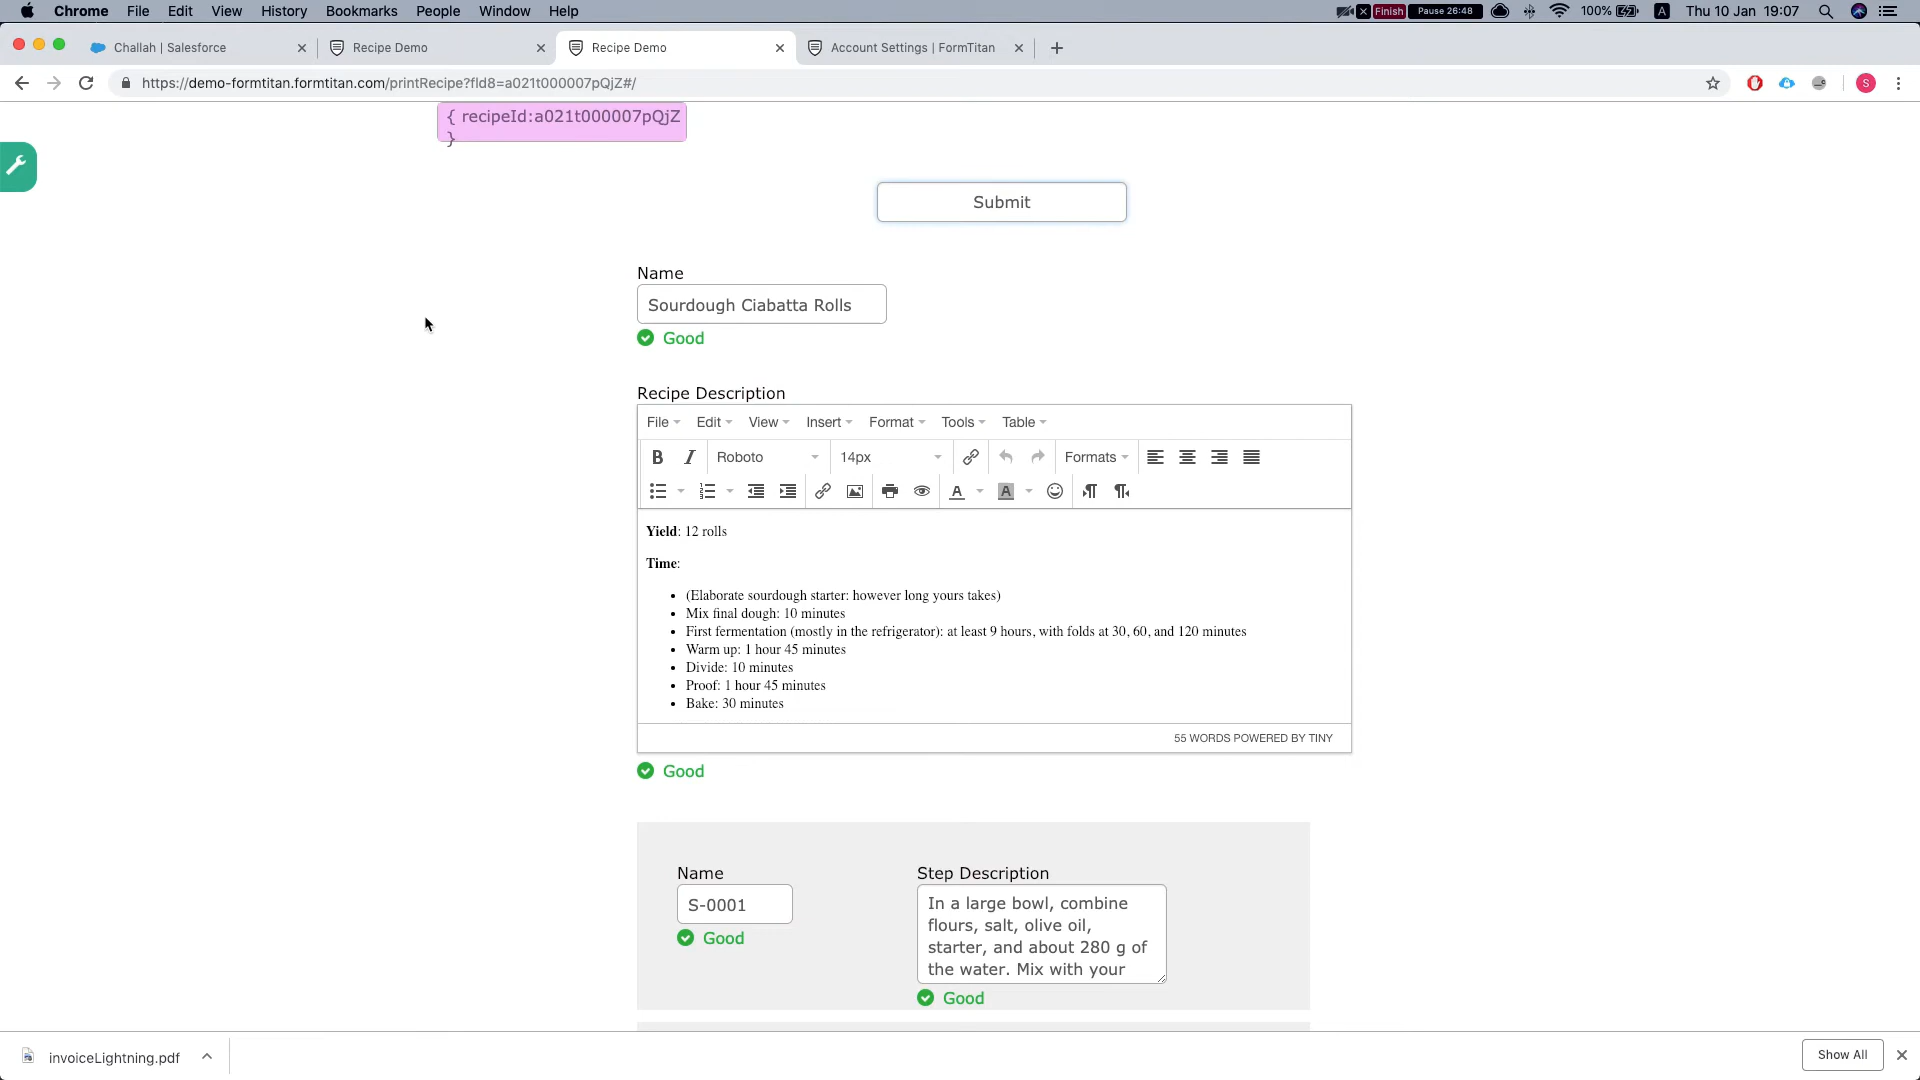 Chrome File Edit View History Bookmarks People Window Help
Finish Pause 26:48 100% A Thu 10 Jan 19:07
Challah | Salesforce
Recipe Demo
Recipe Demo
Account Settings | FormTitan
https://demo-formtitan.formtitan.com/printRecipe?fld8=a021t000007pQjZ#/
S
{ recipeId:a021t000007pQjZ
}
Submit
Name
Sourdough Ciabatta Rolls
Good
Recipe Description
File Edit View Insert Format Tools Table
B I Roboto 14px Formats
A A
Yield: 12 rolls
Time:
(Elaborate sourdough starter: however long yours takes)
Mix final dough: 10 minutes
First fermentation (mostly in the refrigerator): at least 9 hours, with folds at 30, 60, and 120 minutes
Warm up: 1 hour 45 minutes
Divide: 10 minutes
Proof: 1 hour 45 minutes
Bake: 30 minutes
55 WORDS POWERED BY TINY
Good
Name
S-0001
Good
Step Description
In a large bowl, combine
flours, salt, olive oil,
starter, and about 280 g of
the water. Mix with your
Good
invoiceLightning.pdf
Show All